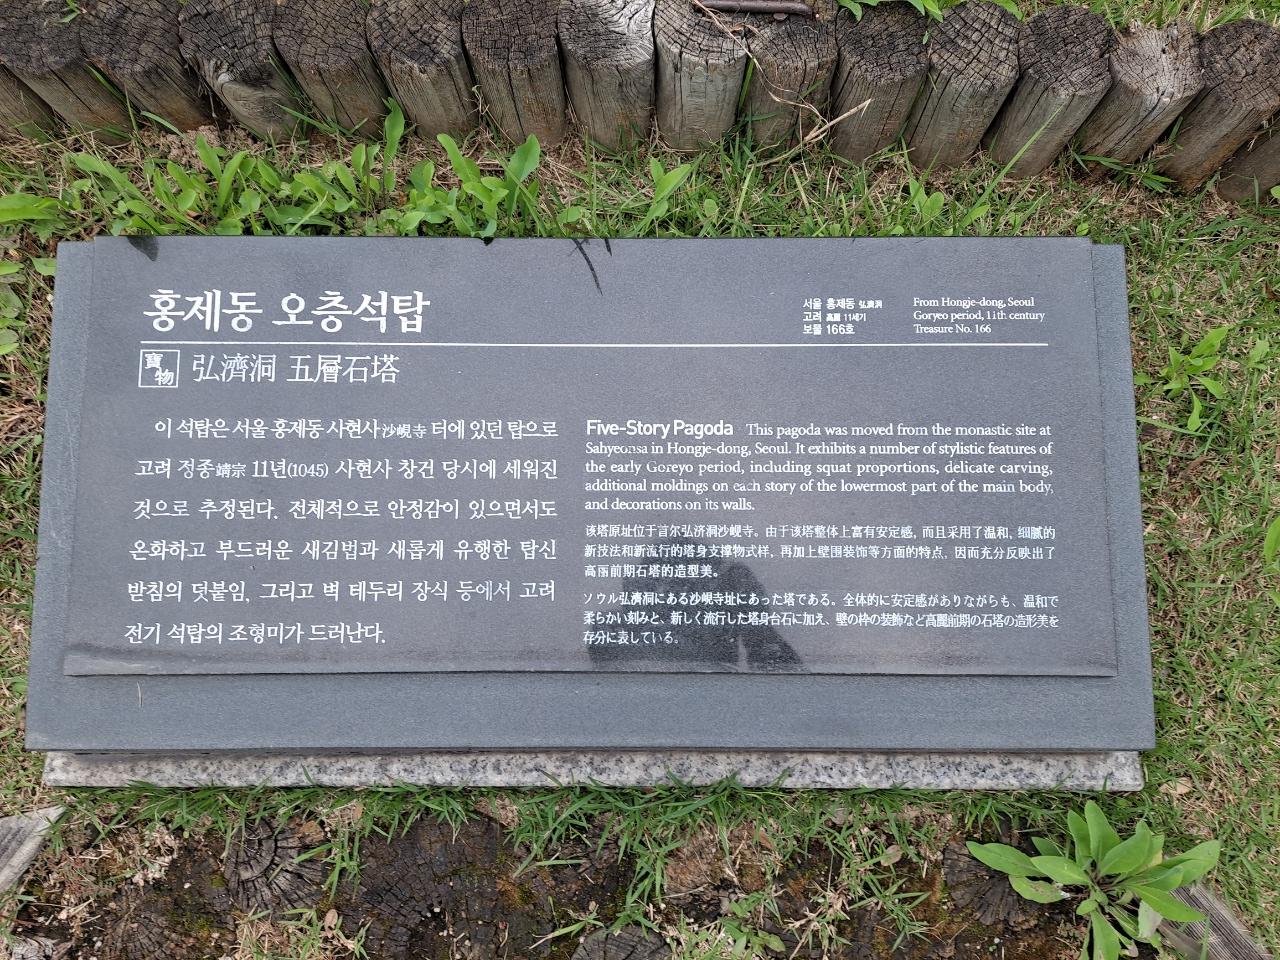 홍제동 오층석탑
서울 홍제동 弘濟洞
고려 高麗 11세기
보물 166호
From Hongje-dong, Seoul
Goryeo period, 11th century
Treasure No. 166
寶物 弘濟洞 五層石塔
이 석탑은 서울 홍제동 사현사沙峴寺 터에 있던 탑으로
고려 정종靖宗 11년(1045) 사현사 창건 당시에 세워진
것으로 추정된다. 전체적으로 안정감이 있으면서도
온화하고 부드러운 새김법과 새롭게 유행한 탑신
받침의 덧붙임, 그리고 벽 테두리 장식 등에서 고려
전기 석탑의 조형미가 드러난다.
Five-Story Pagoda This pagoda was moved from the monastic site at
Sahyeonsa in Hongje-dong, Seoul. It exhibits a number of stylistic features of
the early Goreyo period, including squat proportions, delicate carving,
additional moldings on each story of the lowermost part of the main body,
and decorations on its walls.
该塔原址位于首尔弘济洞沙岘寺。由于该塔整体上富有安定感, 而且采用了温和, 细腻的
新技法和新流行的塔身支撑物式样, 再加上壁围装饰等方面的特点, 因而充分反映出了
高丽前期石塔的造型美。
ソウル弘濟洞にある沙峴寺址にあった塔である。全体的に安定感がありながらも、温和で
柔らかい刻みと、新しく流行した塔身台石に加え、壁の枠の装飾など高麗前期の石塔の造形美を
存分に表している。